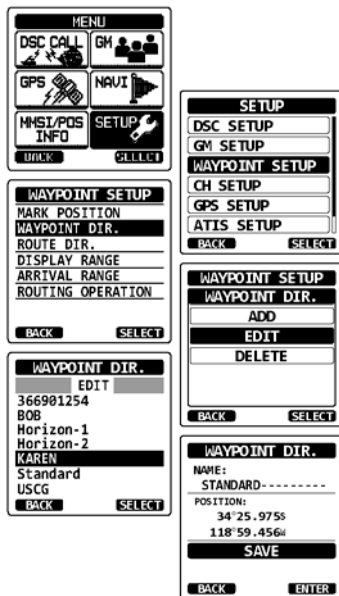 MENU
DSC CALL
GM
GPS
NAVI
MMSI/POS
INFO
SETUP
BACK
SELECT
SETUP
DSC SETUP
GM SETUP
WAYPOINT SETUP
CH SETUP
GPS SETUP
ATIS SETUP
BACK
SELECT
WAYPOINT SETUP
MARK POSITION
WAYPOINT DIR.
ROUTE DIR.
DISPLAY RANGE
ARRIVAL RANGE
ROUTING OPERATION
BACK
SELECT
WAYPOINT SETUP
WAYPOINT DIR.
ADD
EDIT
DELETE
BACK
SELECT
WAYPOINT DIR.
EDIT
366901254
BOB
Horizon-1
Horizon-2
KAREN
Standard
USCG
BACK
SELECT
WAYPOINT DIR.
NAME:
STANDARD---------
POSITION:
34°25.975S
118°59.456W
SAVE
BACK
ENTER